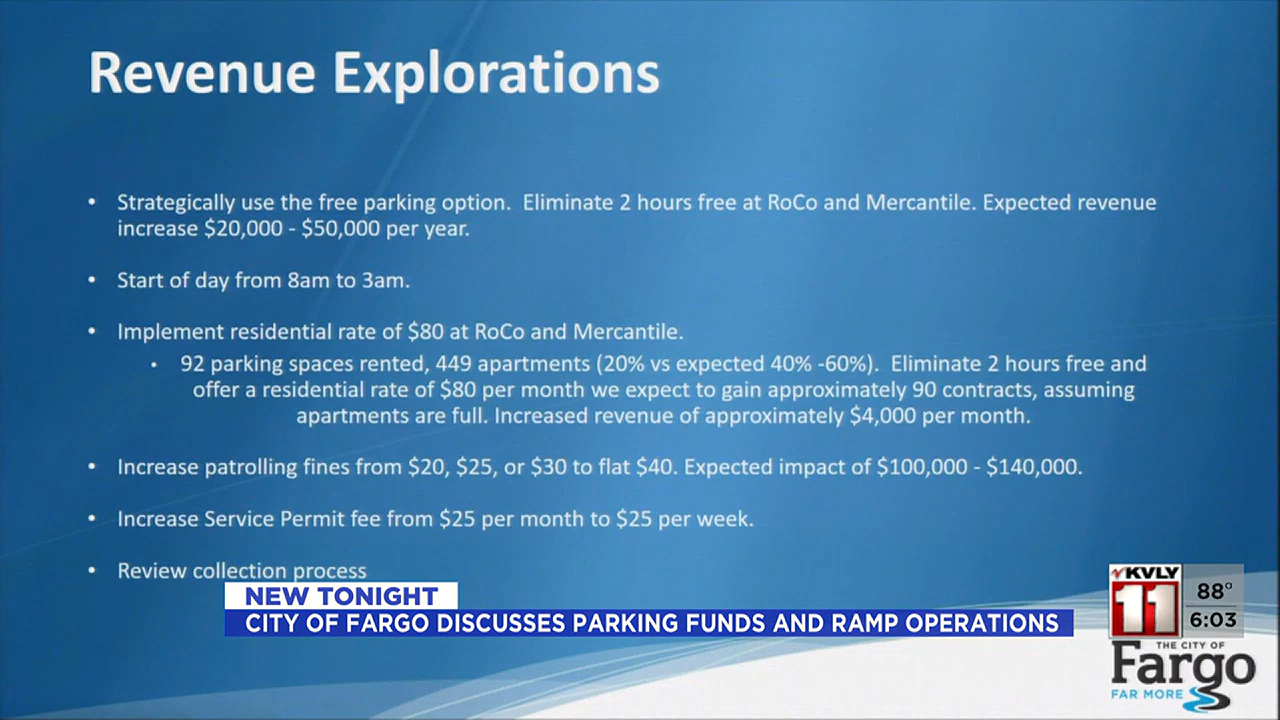 Revenue Explorations
• Strategically use the free parking option.  Eliminate 2 hours free at RoCo and Mercantile. Expected revenue
increase $20,000 - $50,000 per year.
• Start of day from 8am to 3am.
• Implement residential rate of $80 at RoCo and Mercantile.
• 92 parking spaces rented, 449 apartments (20% vs expected 40% -60%).  Eliminate 2 hours free and
offer a residential rate of $80 per month we expect to gain approximately 90 contracts, assuming
apartments are full. Increased revenue of approximately $4,000 per month.
• Increase patrolling fines from $20, $25, or $30 to flat $40. Expected impact of $100,000 - $140,000.
• Increase Service Permit fee from $25 per month to $25 per week.
• Review collection process
NEW TONIGHT
CITY OF FARGO DISCUSSES PARKING FUNDS AND RAMP OPERATIONS
KVLY
11
88°
6:03
THE CITY OF
Fargo
FAR MORE